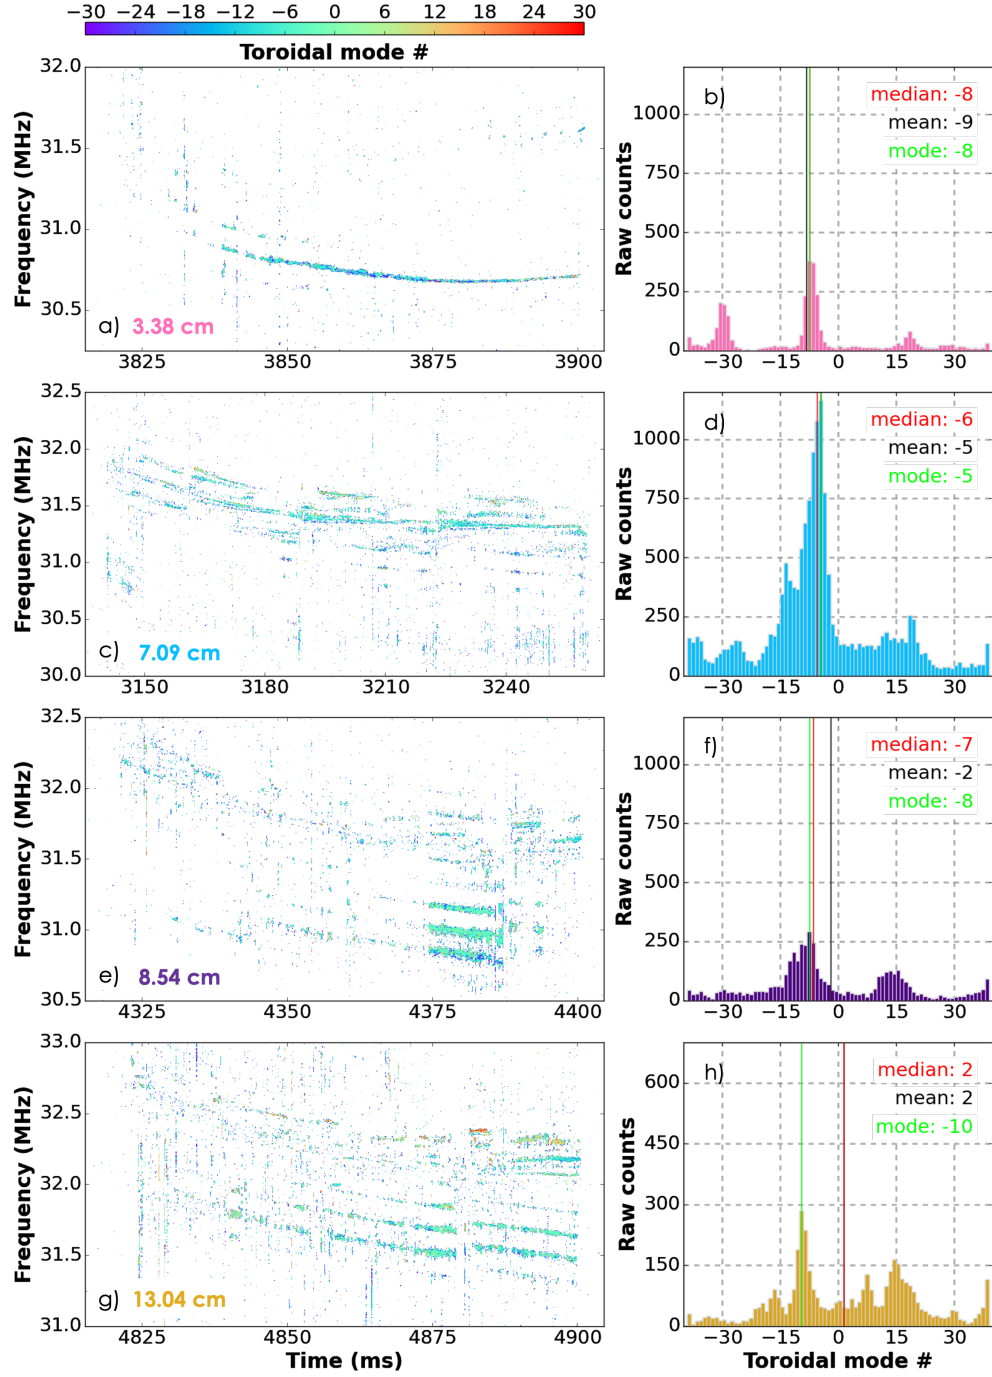 −30 −24 −18 −12 −6 0 6 12 18 24 30
Toroidal mode #
32.0
31.5
31.0
30.5
Frequency (MHz)
a) 3.38 cm
3825 3850 3875 3900
b)
median: -8
mean: -9
mode: -8
1000
750
500
250
0
Raw counts
−30 −15 0 15 30
32.5
32.0
31.5
31.0
30.5
30.0
Frequency (MHz)
c) 7.09 cm
3150 3180 3210 3240
d)
median: -6
mean: -5
mode: -5
1000
750
500
250
0
Raw counts
−30 −15 0 15 30
32.5
32.0
31.5
31.0
30.5
Frequency (MHz)
e) 8.54 cm
4325 4350 4375 4400
f)
median: -7
mean: -2
mode: -8
1000
750
500
250
0
Raw counts
−30 −15 0 15 30
33.0
32.5
32.0
31.5
31.0
Frequency (MHz)
g) 13.04 cm
4825 4850 4875 4900
Time (ms)
h)
median: 2
mean: 2
mode: -10
600
450
300
150
0
Raw counts
−30 −15 0 15 30
Toroidal mode #